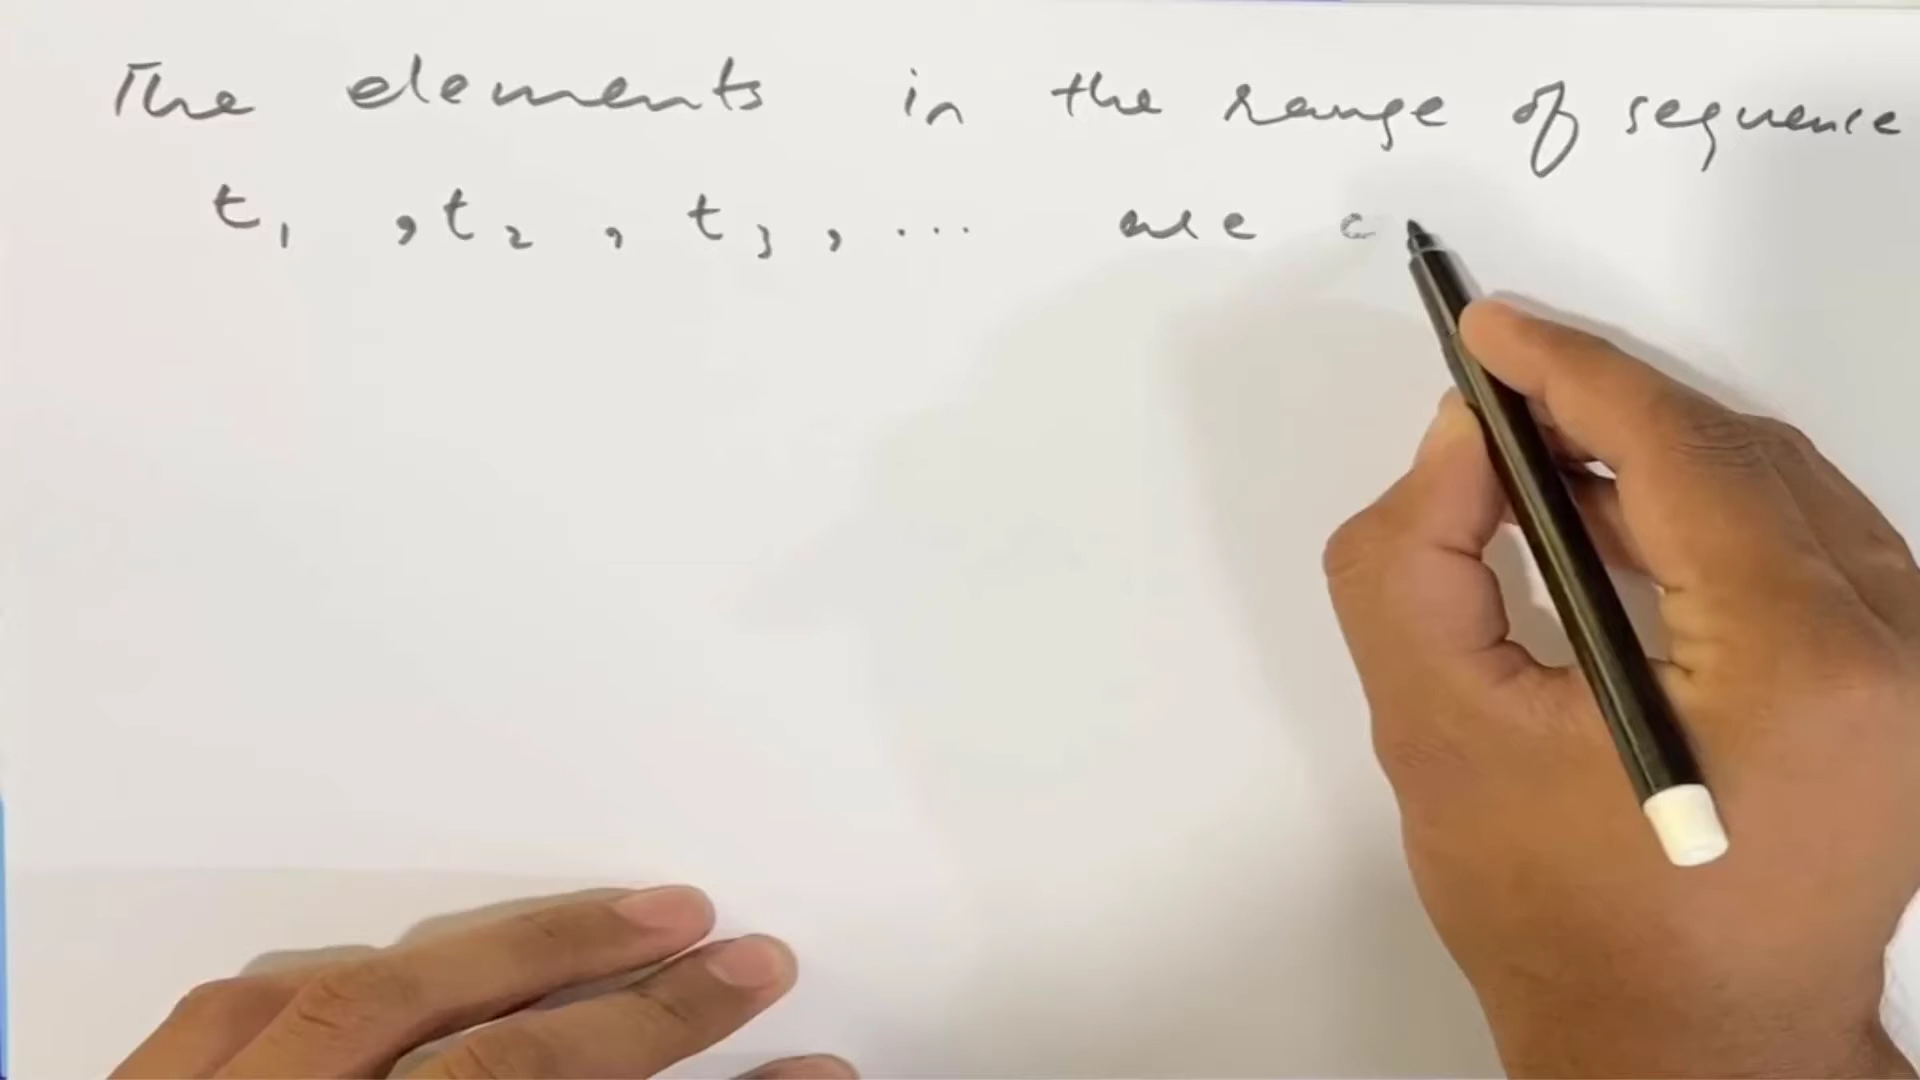 The elements in the range of sequence
t₁ , t₂ , t₃ , ... are c